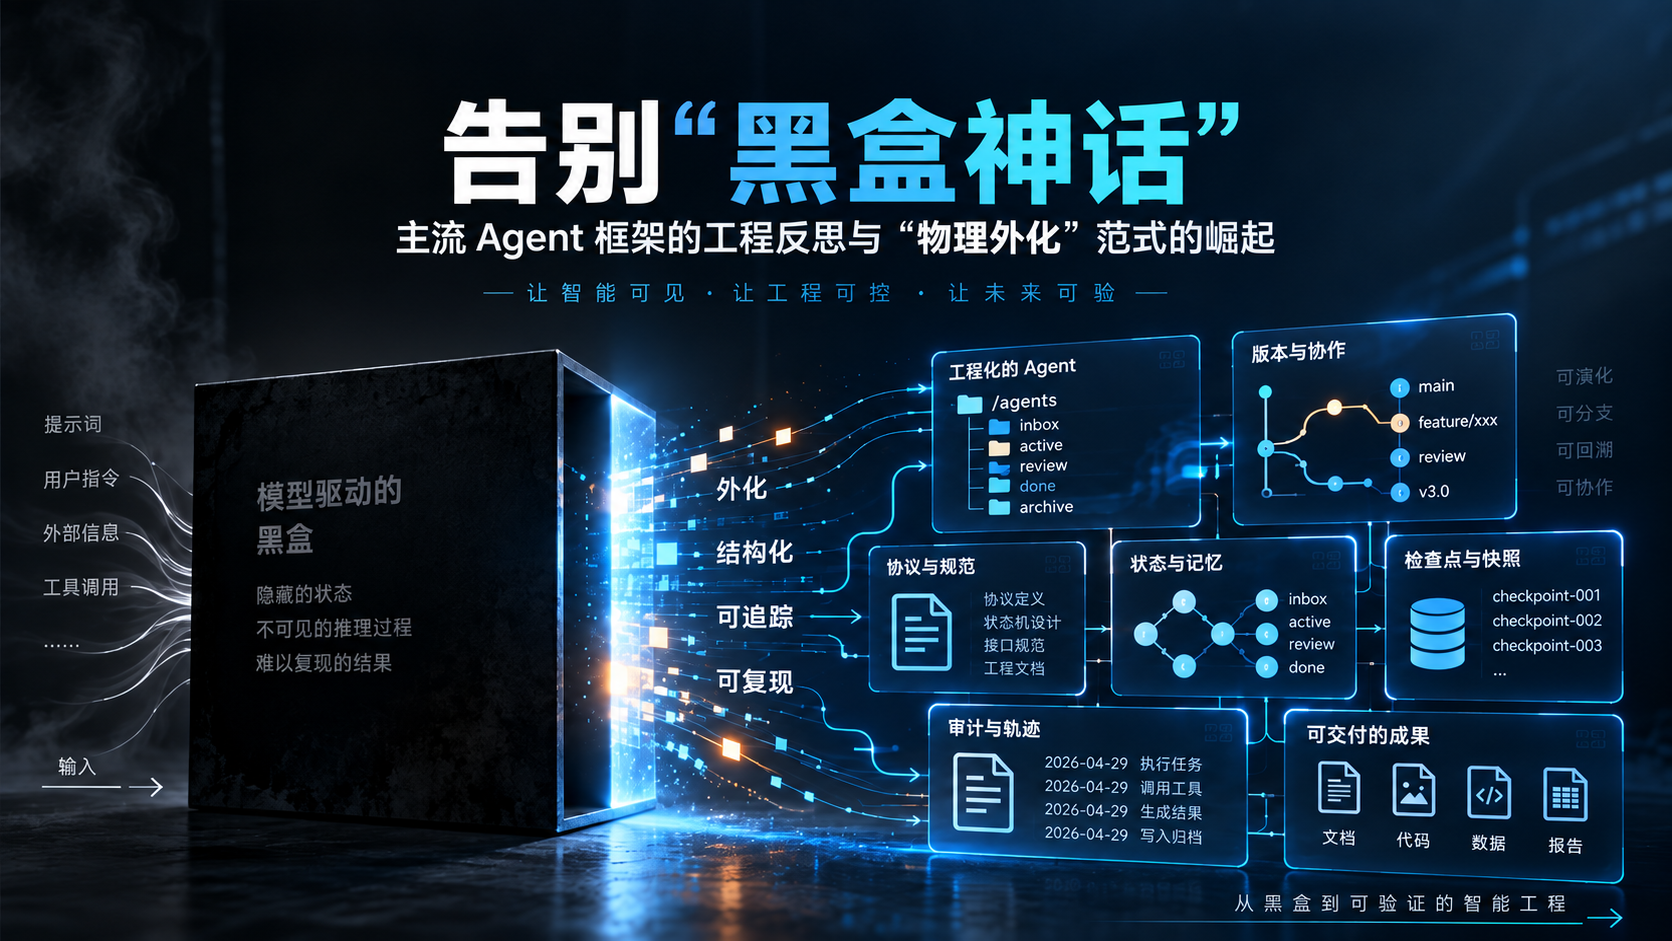 告别“黑盒神话”
主流 Agent 框架的工程反思与“物理外化”范式的崛起
让智能可见 · 让工程可控 · 让未来可验
提示词
用户指令
外部信息
工具调用
......
输入
模型驱动的
黑盒
隐藏的状态
不可见的推理过程
难以复现的结果
外化
结构化
可追踪
可复现
工程化的 Agent
/agents
inbox
active
review
done
archive
版本与协作
main
feature/xxx
review
v3.0
可演化
可分支
可回溯
可协作
协议与规范
协议定义
状态机设计
接口规范
工程文档
状态与记忆
inbox
active
review
done
检查点与快照
checkpoint-001
checkpoint-002
checkpoint-003
...
审计与轨迹
2026-04-29 执行任务
2026-04-29 调用工具
2026-04-29 生成结果
2026-04-29 写入归档
可交付的成果
文档
代码
数据
报告
从黑盒到可验证的智能工程